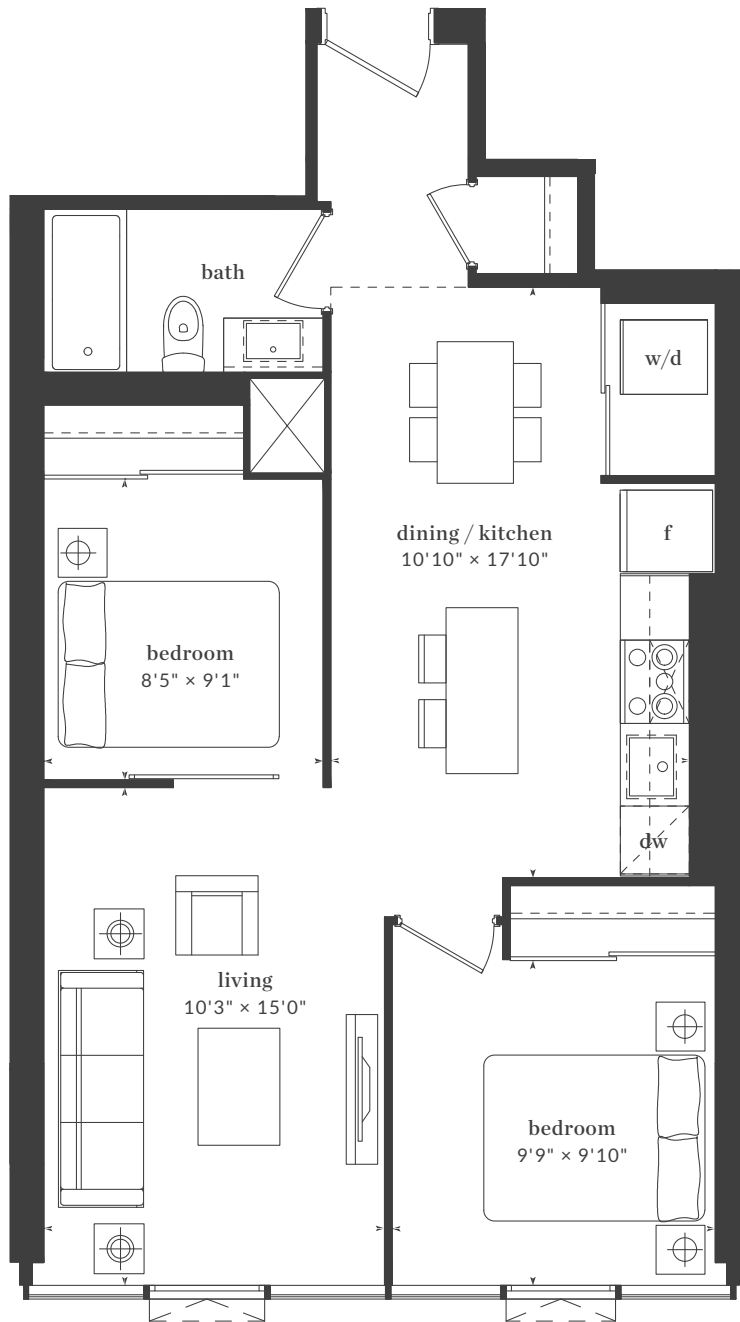 bath
w/d
dining / kitchen
10'10" × 17'10"
f
bedroom
8'5" × 9'1"
dw
living
10'3" × 15'0"
bedroom
9'9" × 9'10"